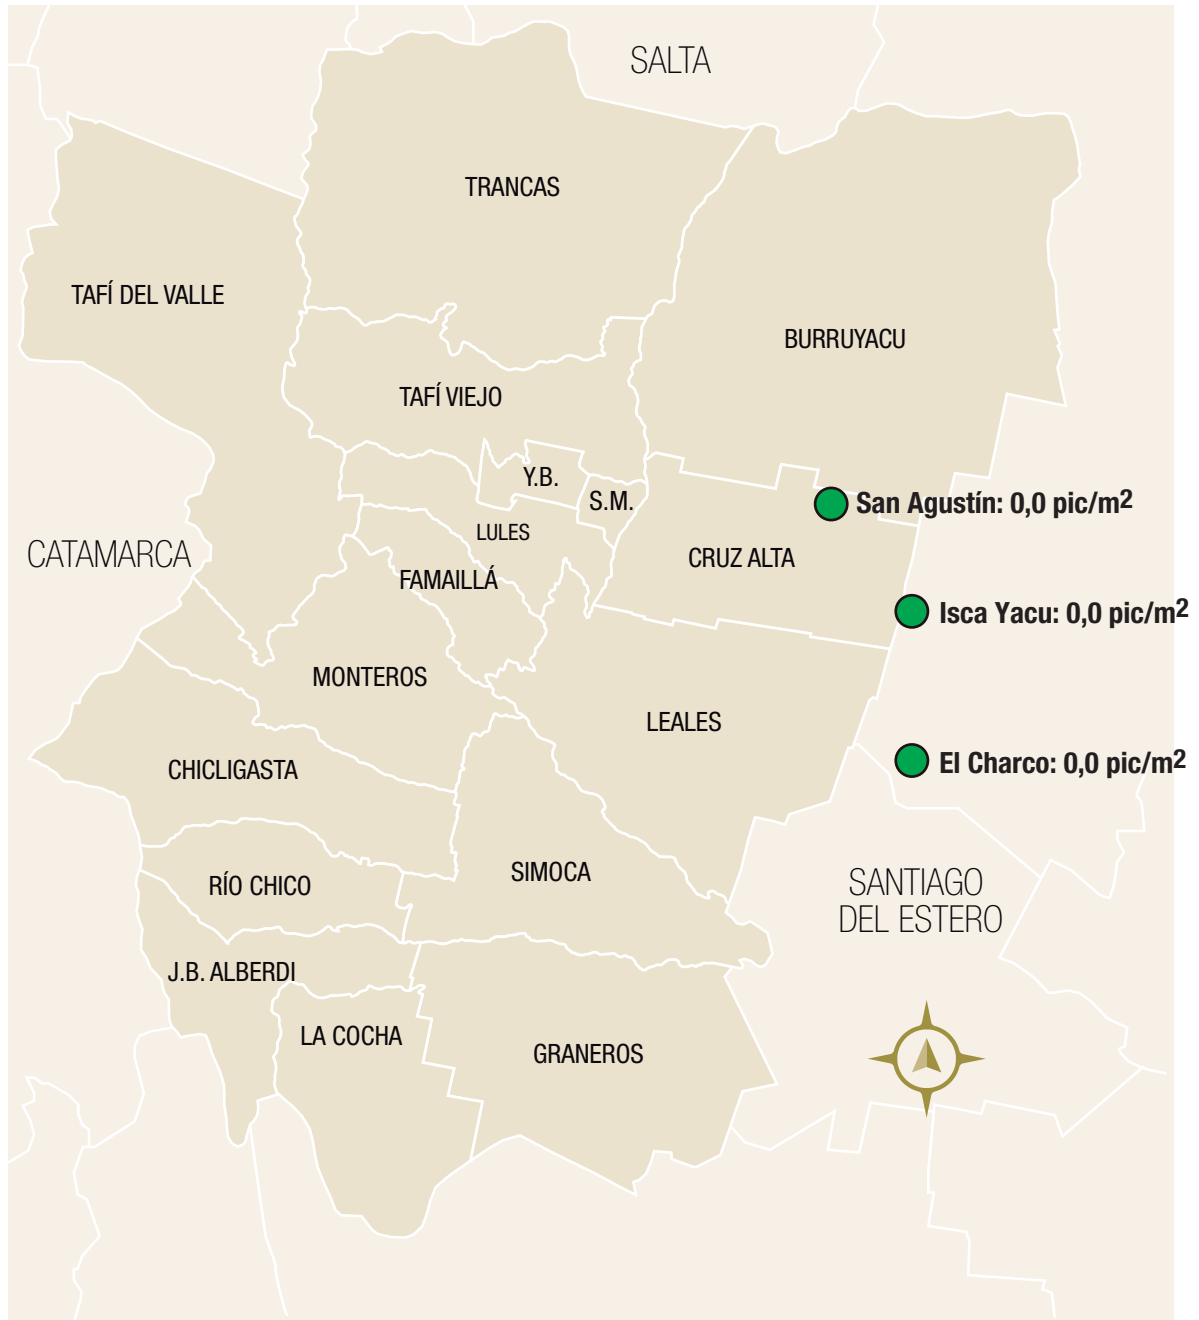 SALTA
TRANCAS
TAFÍ DEL VALLE
BURRUYACU
TAFÍ VIEJO
Y.B.
S.M.
San Agustín: 0,0 pic/m²
LULES
CATAMARCA
CRUZ ALTA
FAMAILLÁ
Isca Yacu: 0,0 pic/m²
MONTEROS
LEALES
El Charco: 0,0 pic/m²
CHICLIGASTA
SIMOCA
RÍO CHICO
SANTIAGO
DEL ESTERO
J.B. ALBERDI
LA COCHA
GRANEROS